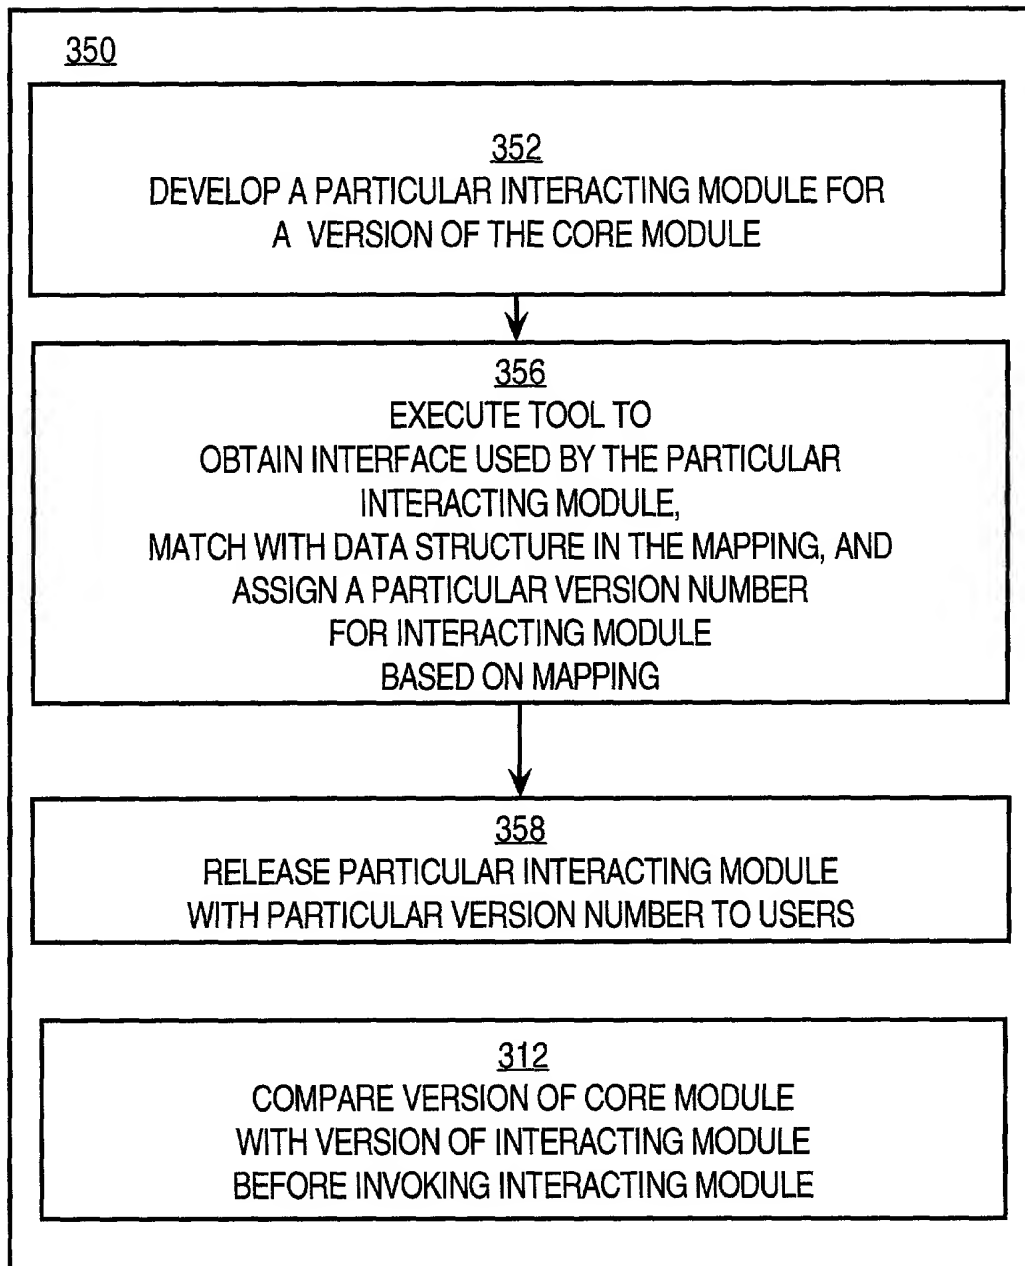 350
352
DEVELOP A PARTICULAR INTERACTING MODULE FOR
A VERSION OF THE CORE MODULE
356
EXECUTE TOOL TO
OBTAIN INTERFACE USED BY THE PARTICULAR
INTERACTING MODULE,
MATCH WITH DATA STRUCTURE IN THE MAPPING, AND
ASSIGN A PARTICULAR VERSION NUMBER
FOR INTERACTING MODULE
BASED ON MAPPING
358
RELEASE PARTICULAR INTERACTING MODULE
WITH PARTICULAR VERSION NUMBER TO USERS
312
COMPARE VERSION OF CORE MODULE
WITH VERSION OF INTERACTING MODULE
BEFORE INVOKING INTERACTING MODULE